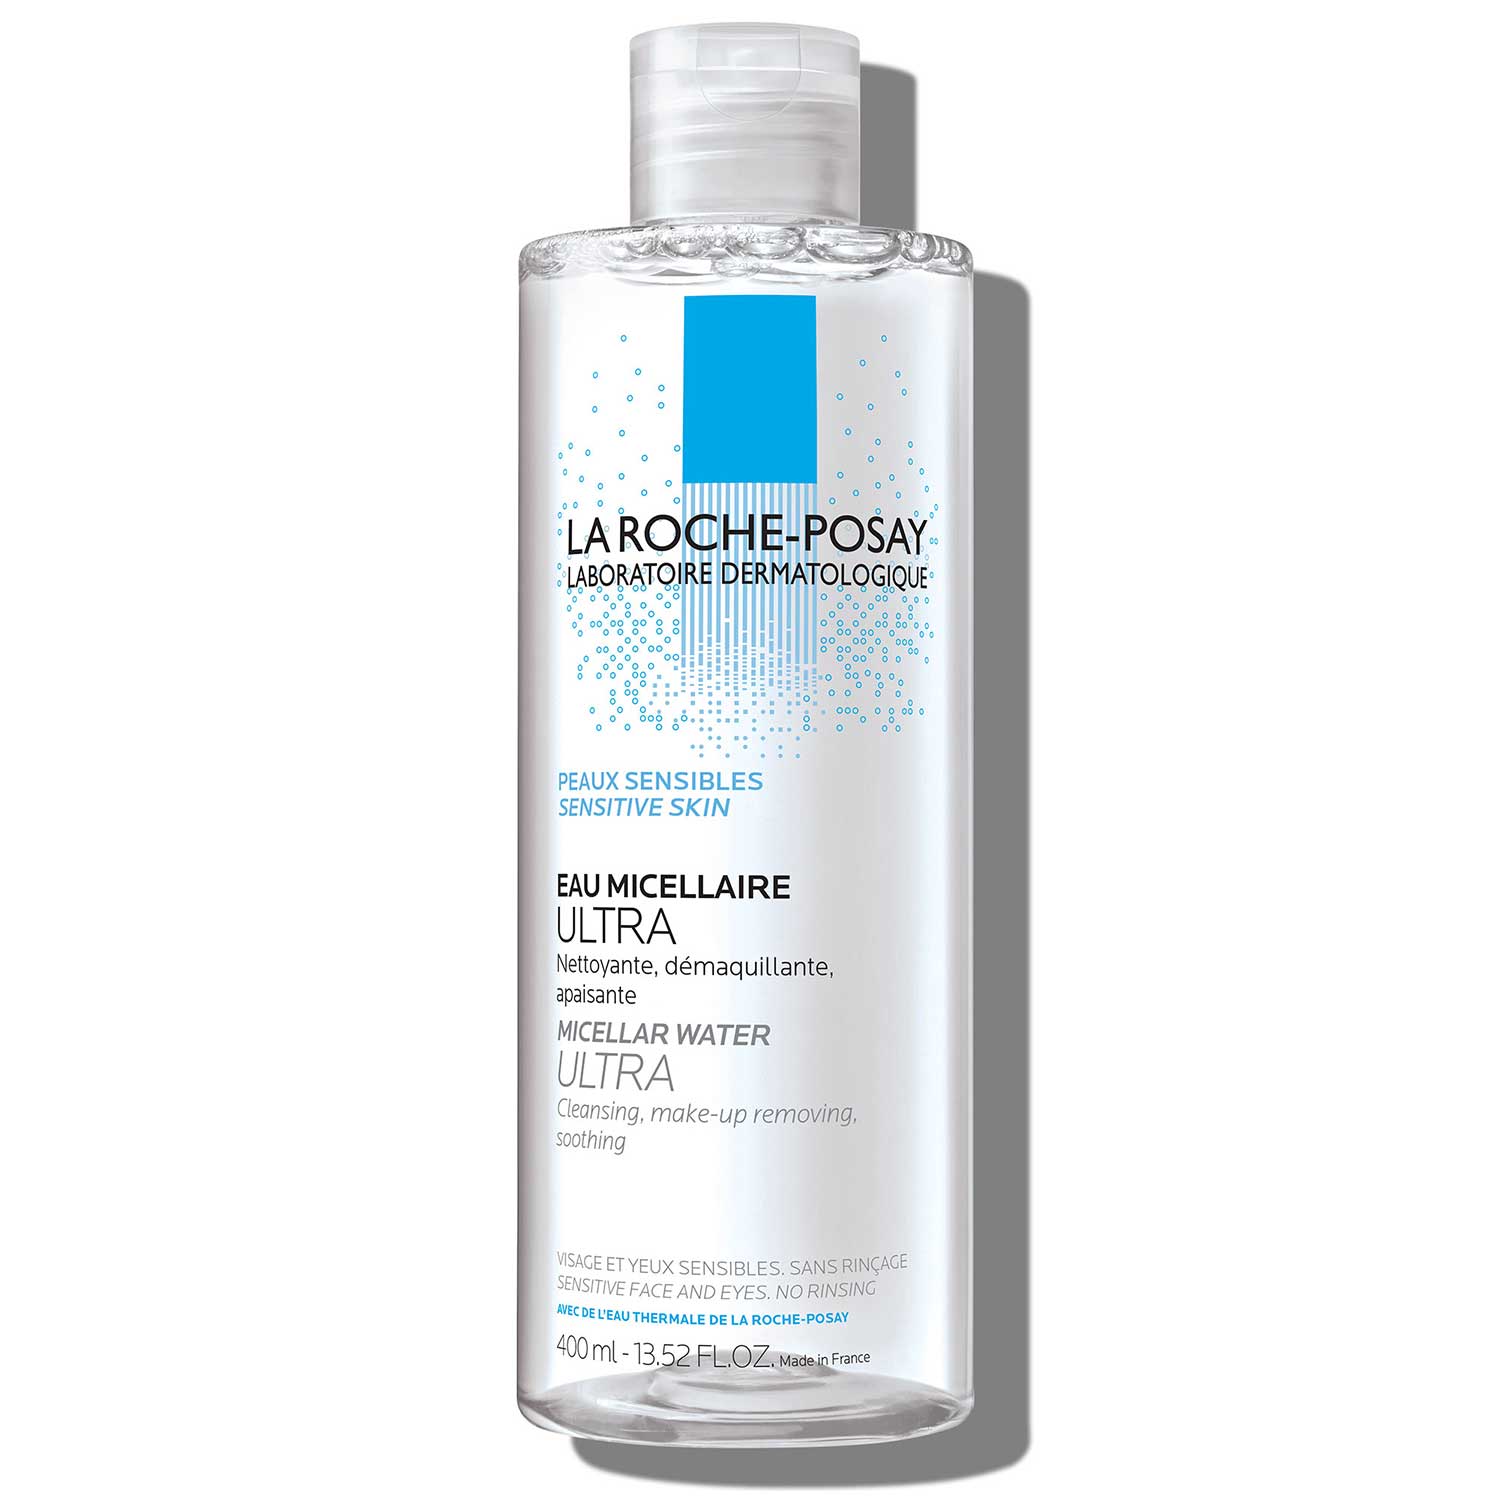 LA ROCHE-POSAY
LABORATOIRE DERMATOLOGIQUE
PEAUX SENSIBLES
SENSITIVE SKIN
EAU MICELLAIRE
ULTRA
Nettoyante, démaquillante,
apaisante
MICELLAR WATER
ULTRA
Cleansing, make-up removing,
soothing
VISAGE ET YEUX SENSIBLES. SANS RINÇAGE
SENSITIVE FACE AND EYES. NO RINSING
AVEC DE L'EAU THERMALE DE LA ROCHE-POSAY
400 ml - 13.52 FL.OZ. Made in France